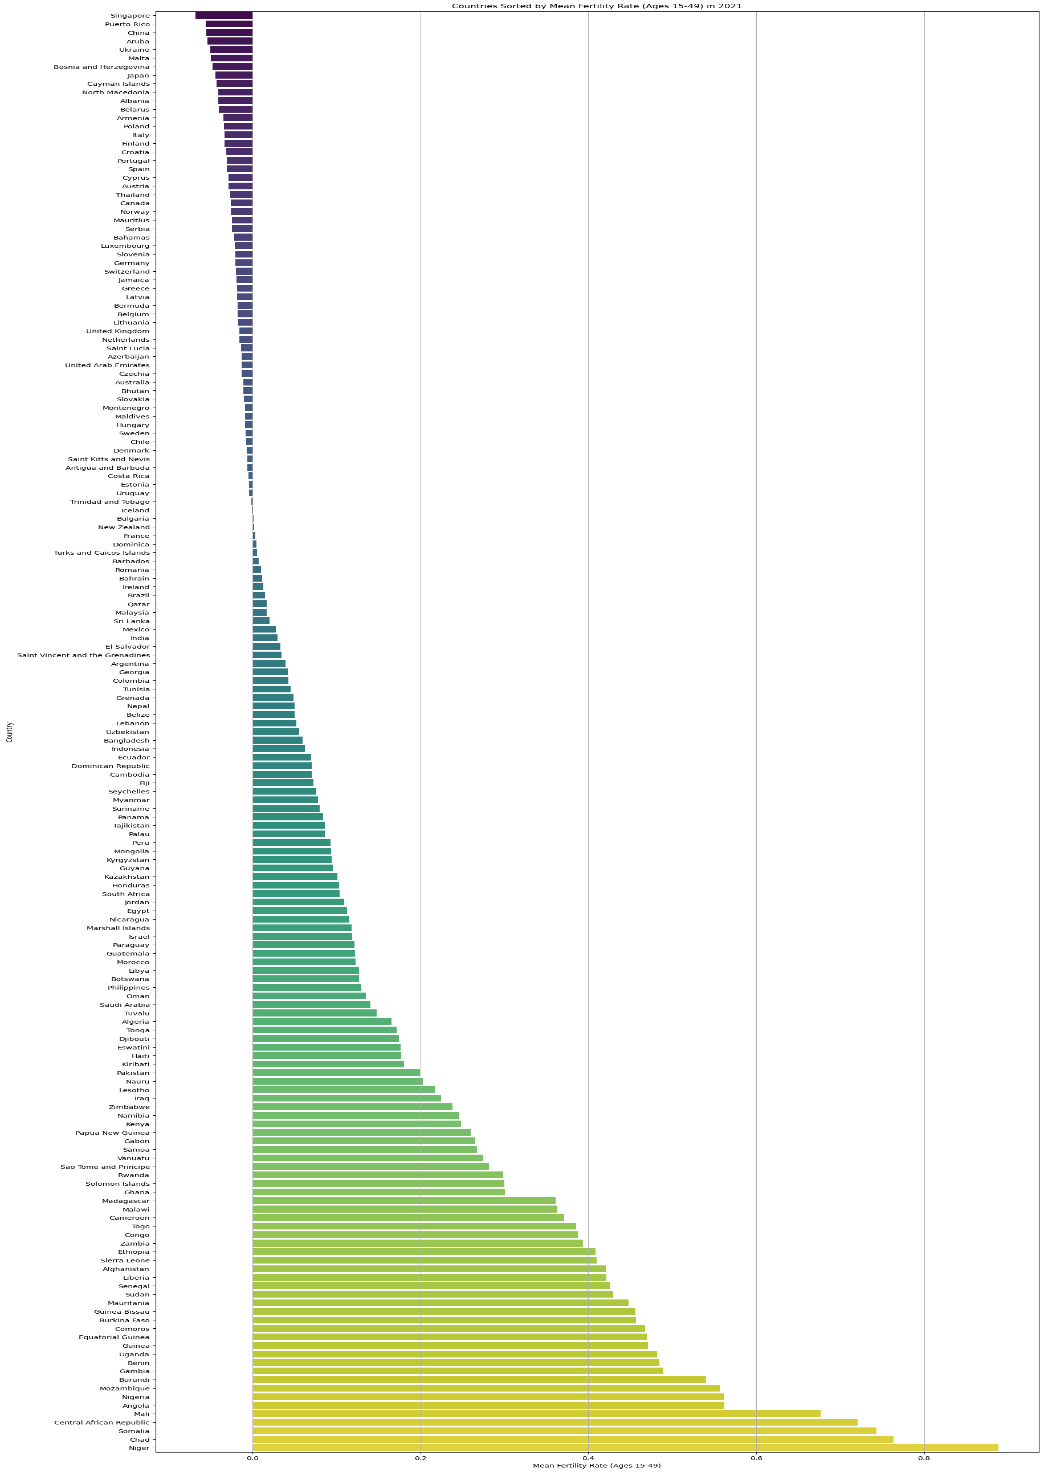 Countries Sorted by Mean Fertility Rate (Ages 15-49) in 2021
Singapore
Puerto Rico
China
Aruba
Ukraine
Malta
Bosnia and Herzegovina
Japan
Cayman Islands
North Macedonia
Albania
Belarus
Armenia
Poland
Italy
Finland
Croatia
Portugal
Spain
Cyprus
Austria
Thailand
Canada
Norway
Mauritius
Serbia
Bahamas
Luxembourg
Slovenia
Germany
Switzerland
Jamaica
Greece
Latvia
Bermuda
Belgium
Lithuania
United Kingdom
Netherlands
Saint Lucia
Azerbaijan
United Arab Emirates
Czechia
Australia
Bhutan
Slovakia
Montenegro
Maldives
Hungary
Sweden
Chile
Denmark
Saint Kitts and Nevis
Antigua and Barbuda
Costa Rica
Estonia
Uruguay
Trinidad and Tobago
Iceland
Bulgaria
New Zealand
France
Dominica
Turks and Caicos Islands
Barbados
Romania
Bahrain
Ireland
Brazil
Qatar
Malaysia
Sri Lanka
Mexico
India
El Salvador
Saint Vincent and the Grenadines
Argentina
Georgia
Colombia
Tunisia
Grenada
Nepal
Belize
Lebanon
Uzbekistan
Bangladesh
Indonesia
Ecuador
Dominican Republic
Cambodia
Fiji
Seychelles
Myanmar
Suriname
Panama
Tajikistan
Palau
Peru
Mongolia
Kyrgyzstan
Guyana
Kazakhstan
Honduras
South Africa
Jordan
Egypt
Nicaragua
Marshall Islands
Israel
Paraguay
Guatemala
Morocco
Libya
Botswana
Philippines
Oman
Saudi Arabia
Tuvalu
Algeria
Tonga
Djibouti
Eswatini
Haiti
Kiribati
Pakistan
Nauru
Lesotho
Iraq
Zimbabwe
Namibia
Kenya
Papua New Guinea
Gabon
Samoa
Vanuatu
Sao Tome and Principe
Rwanda
Solomon Islands
Ghana
Madagascar
Malawi
Cameroon
Togo
Congo
Zambia
Ethiopia
Sierra Leone
Afghanistan
Liberia
Senegal
Sudan
Mauritania
Guinea-Bissau
Burkina Faso
Comoros
Equatorial Guinea
Guinea
Uganda
Benin
Gambia
Burundi
Mozambique
Nigeria
Angola
Mali
Central African Republic
Somalia
Chad
Niger
Country
0.0 0.2 0.4 0.6 0.8
Mean Fertility Rate (Ages 15-49)